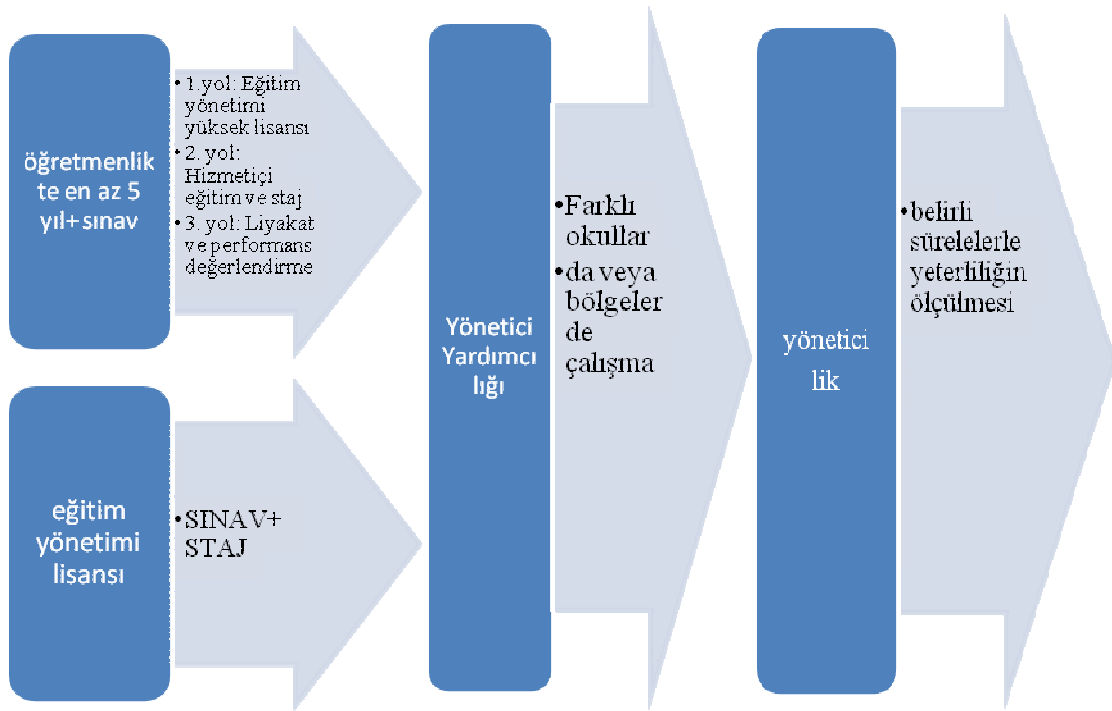 öğretmenlik
te en az 5
yıl+sınav
• 1.yol: Eğitim
yönetimi
yüksek lisansı
• 2. yol:
Hizmetiçi
eğitim ve staj
• 3. yol: Liyakat
ve performans
değerlendirme
eğitim
yönetimi
lisansı
• SINAV+
STAJ
Yönetici
Yardımcı
lığı
• Farklı
okullar
• da veya
bölgeler
de
çalışma
yönetici
lik
• belirli
sürelelerle
yeterliliğin
ölçülmesi